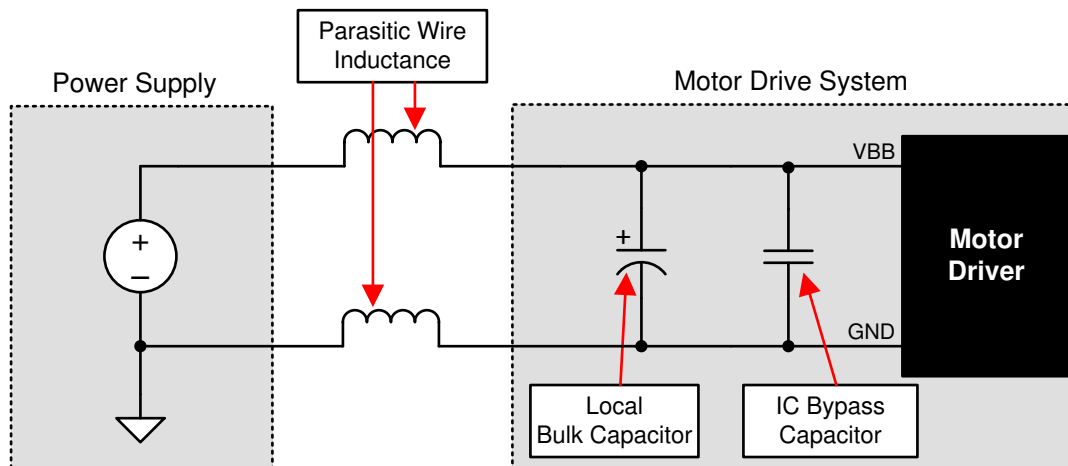 Parasitic Wire
Inductance
Power Supply
Motor Drive System
VBB
+
–
+
Motor
Driver
GND
Local
Bulk Capacitor
IC Bypass
Capacitor